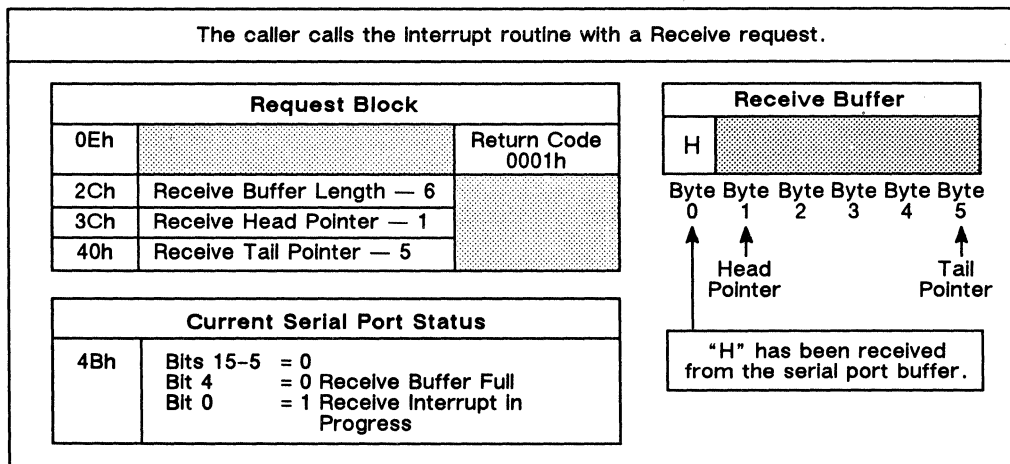 The caller calls the interrupt routine with a Receive request.
Request Block
0Eh
Return Code
0001h
2Ch Receive Buffer Length — 6
3Ch Receive Head Pointer — 1
40h Receive Tail Pointer — 5
Current Serial Port Status
4Bh Bits 15-5 = 0
Bit 4 = 0 Receive Buffer Full
Bit 0 = 1 Receive Interrupt in
Progress
Receive Buffer
H
Byte Byte Byte Byte Byte Byte
0 1 2 3 4 5
Head Tail
Pointer Pointer
“H” has been received
from the serial port buffer.